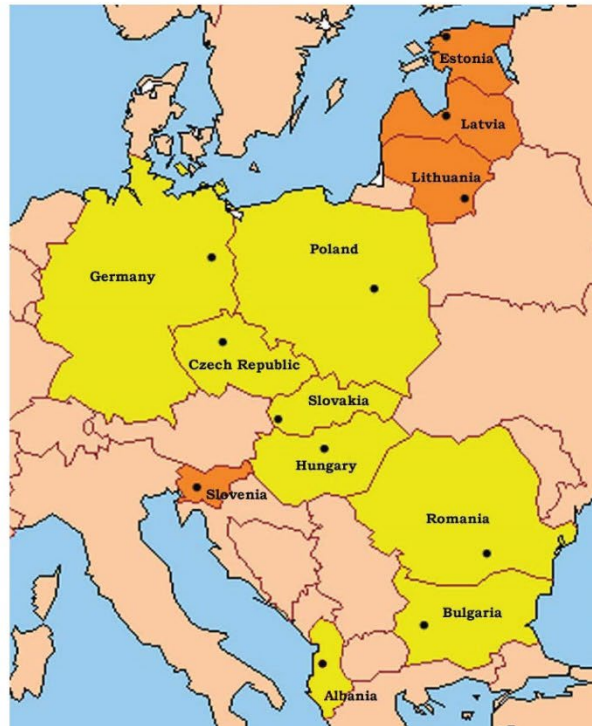 Estonia
Latvia
Lithuania
Poland
Germany
Czech Republic
Slovakia
Hungary
Slovenia
Romania
Bulgaria
Albania